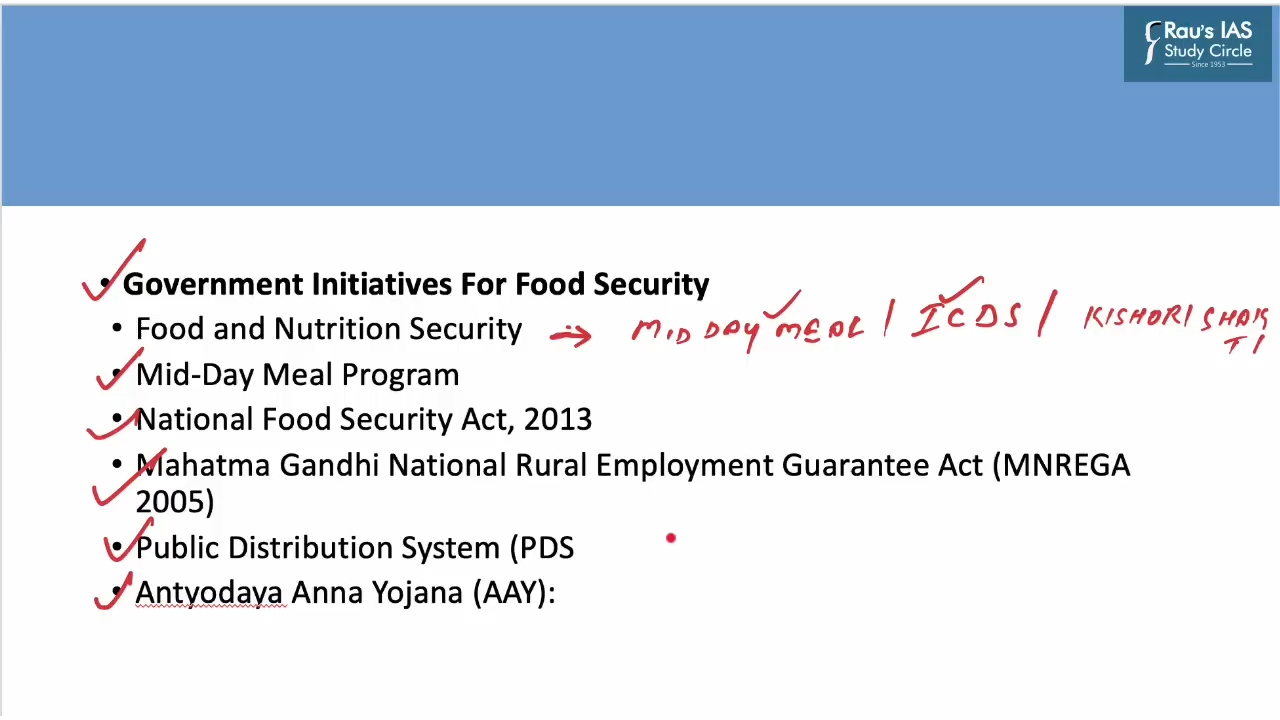 Rau's IAS
Study Circle
Since 1953
• Government Initiatives For Food Security
• Food and Nutrition Security → MID DAY MEAL / ICDS / KISHORI SHAK
TI
• Mid-Day Meal Program
• National Food Security Act, 2013
• Mahatma Gandhi National Rural Employment Guarantee Act (MNREGA
2005)
• Public Distribution System (PDS
• Antyodaya Anna Yojana (AAY):